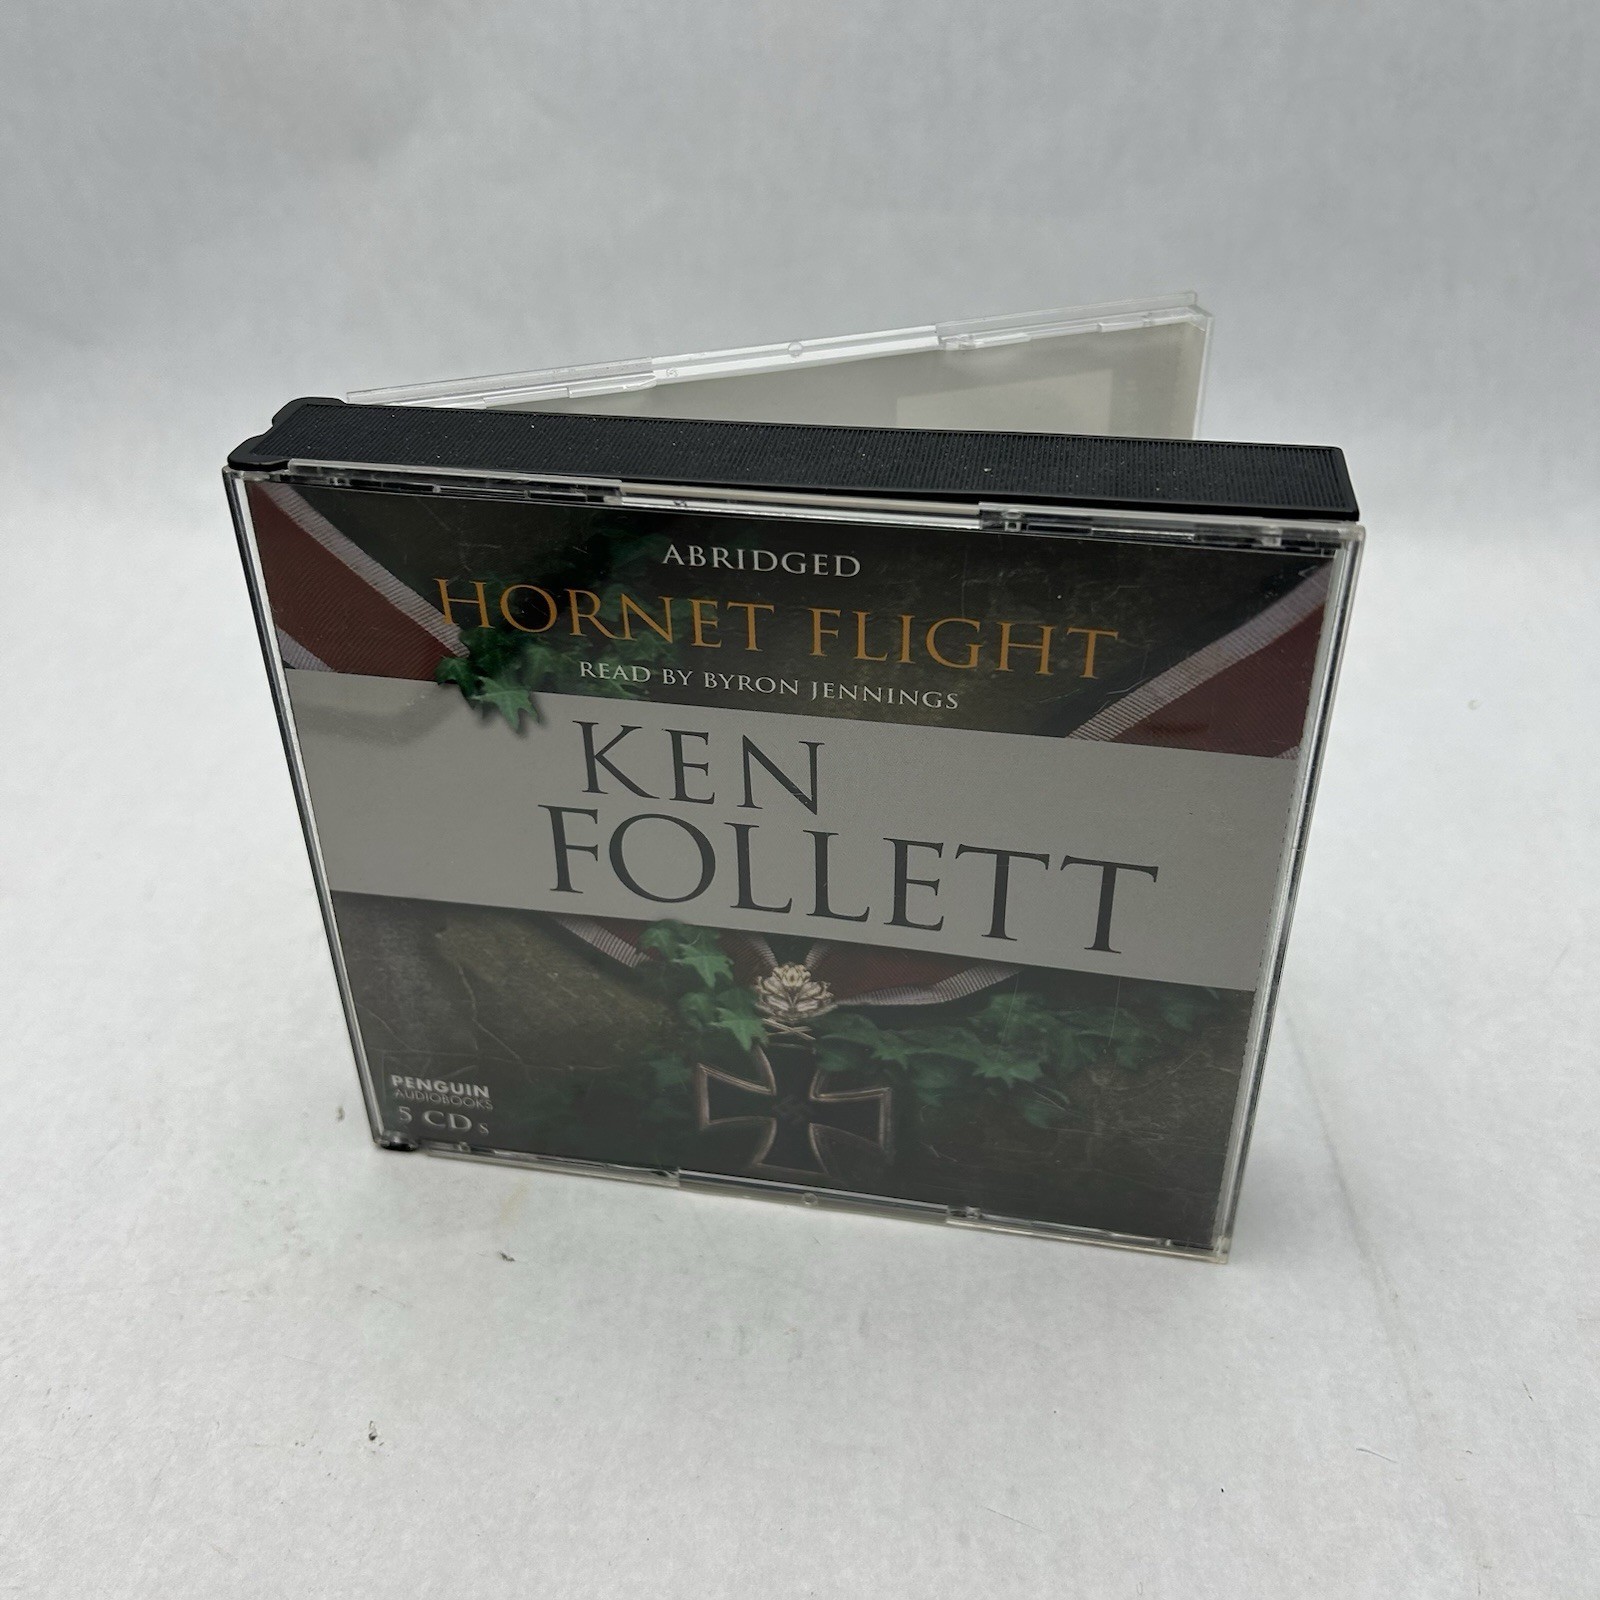 ABRIDGED
HORNET FLIGHT
READ BY BYRON JENNINGS
KEN
FOLLETT
PENGUIN
AUDIOBOOKS
5 CDs